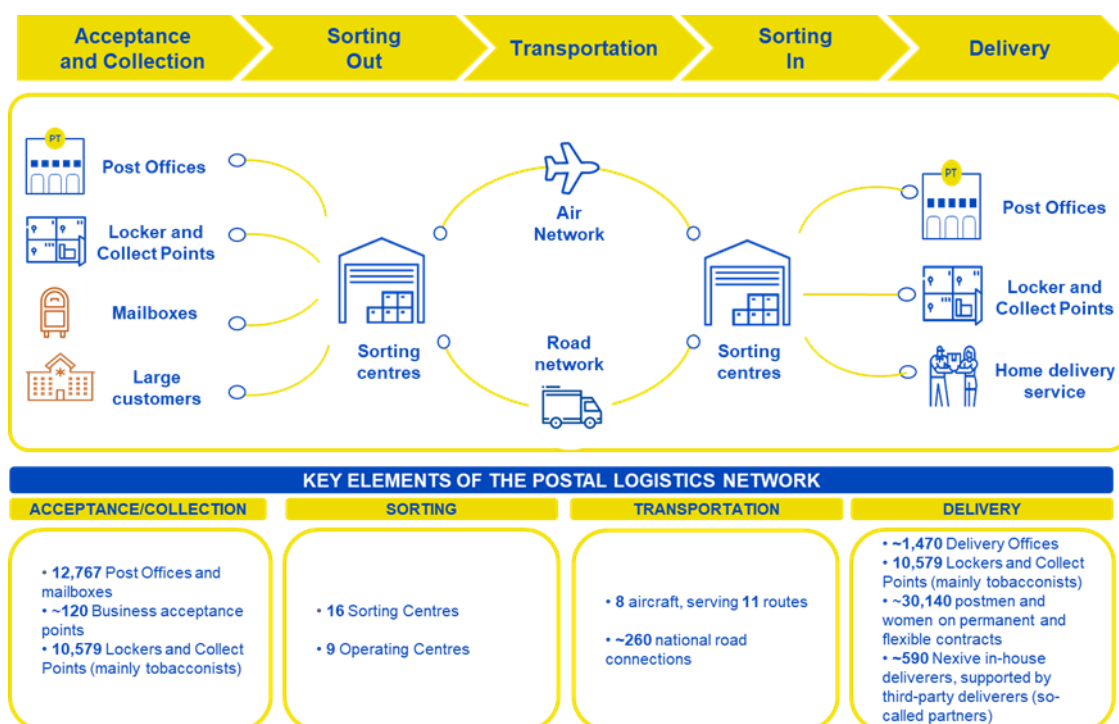 Acceptance
and Collection
Sorting
Out
Transportation
Sorting
In
Delivery
PT
Post Offices
Locker and
Collect Points
Mailboxes
Large
customers
Sorting
centres
Air
Network
Road
network
Sorting
centres
PT
Post Offices
Locker and
Collect Points
Home delivery
service
KEY ELEMENTS OF THE POSTAL LOGISTICS NETWORK
ACCEPTANCE/COLLECTION
SORTING
TRANSPORTATION
DELIVERY
• 12,767 Post Offices and
mailboxes
• ~120 Business acceptance
points
• 10,579 Lockers and Collect
Points (mainly tobacconists)
• 16 Sorting Centres
• 9 Operating Centres
• 8 aircraft, serving 11 routes
• ~260 national road
connections
• ~1,470 Delivery Offices
• 10,579 Lockers and Collect
Points (mainly tobacconists)
• ~30,140 postmen and
women on permanent and
flexible contracts
• ~590 Nexive in-house
deliverers, supported by
third-party deliverers (so-
called partners)